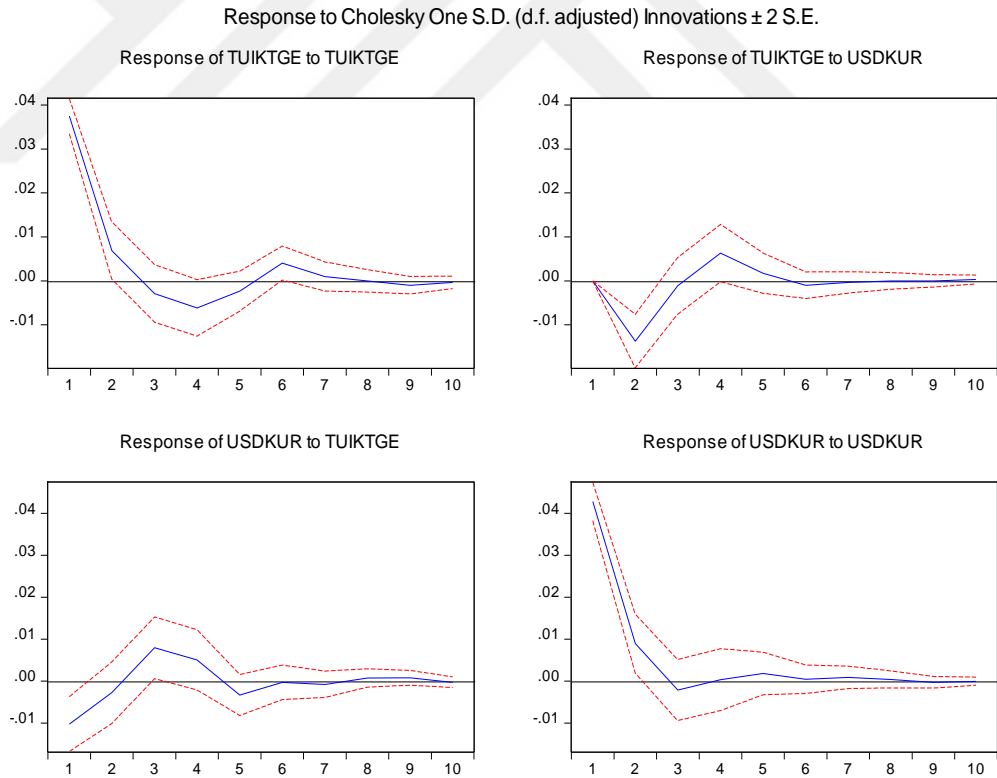 Response to Cholesky One S.D. (d.f. adjusted) Innovations ± 2 S.E.
Response of TUIKTGE to TUIKTGE
.04
.03
.02
.01
.00
-.01
1 2 3 4 5 6 7 8 9 10
Response of TUIKTGE to USDKUR
.04
.03
.02
.01
.00
-.01
1 2 3 4 5 6 7 8 9 10
Response of USDKUR to TUIKTGE
.04
.03
.02
.01
.00
-.01
1 2 3 4 5 6 7 8 9 10
Response of USDKUR to USDKUR
.04
.03
.02
.01
.00
-.01
1 2 3 4 5 6 7 8 9 10